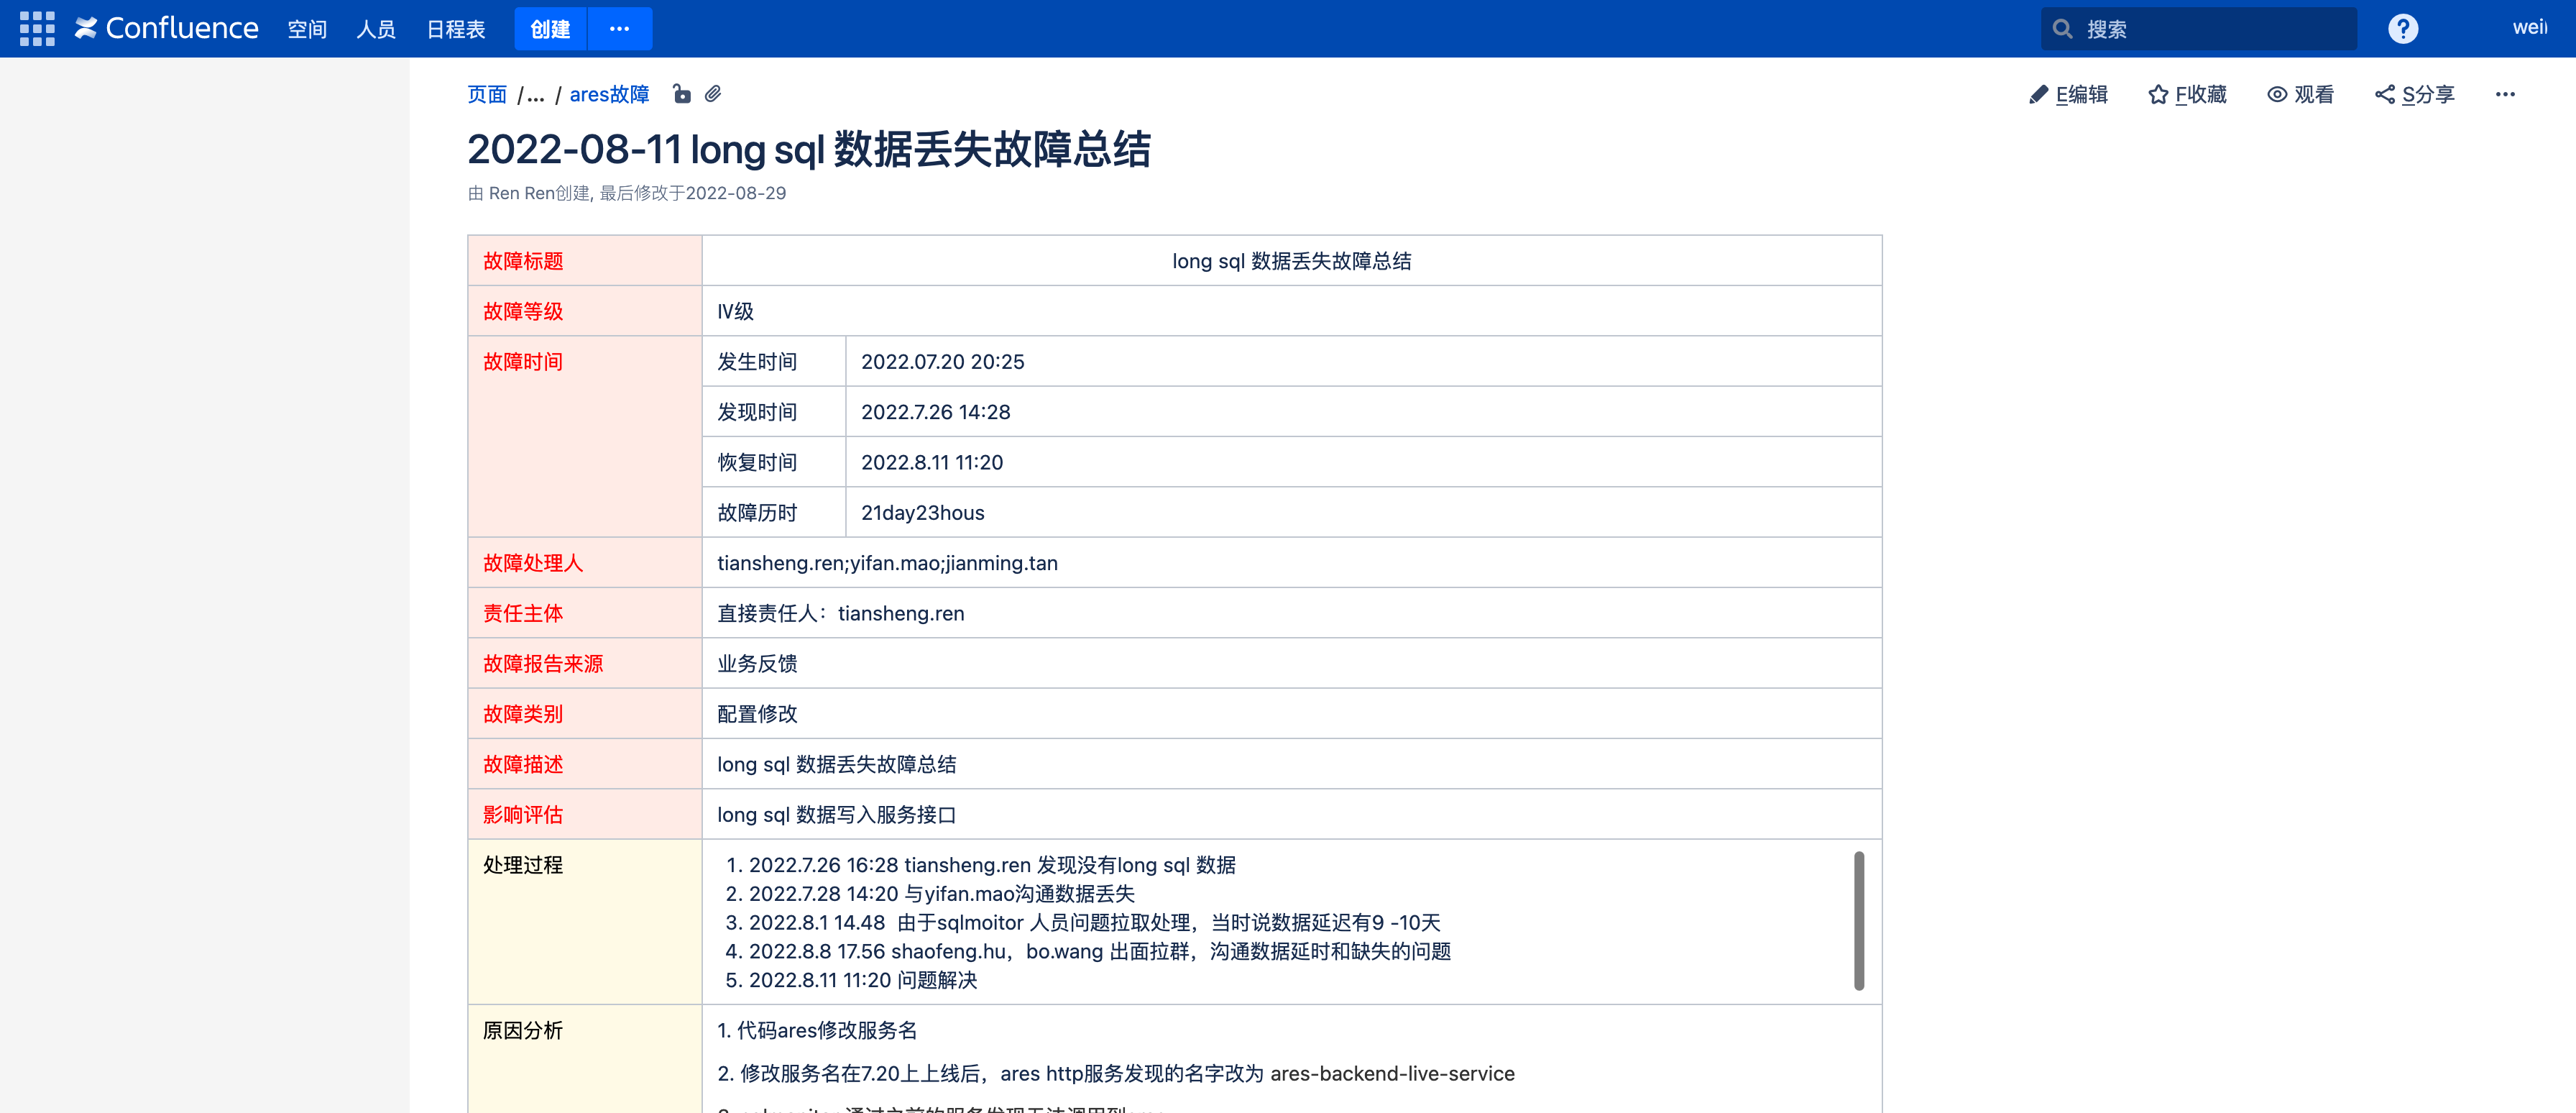 Confluence 空间 人员 日程表 创建 ··· 搜索 ? weil
页面 /... / ares故障
E编辑 F收藏 观看 S分享 ···
2022-08-11 long sql 数据丢失故障总结
由 Ren Ren创建, 最后修改于2022-08-29
故障标题 long sql 数据丢失故障总结
故障等级 IV级
故障时间 发生时间 2022.07.20 20:25
发现时间 2022.7.26 14:28
恢复时间 2022.8.11 11:20
故障历时 21day23hous
故障处理人 tiansheng.ren;yifan.mao;jianming.tan
责任主体 直接责任人：tiansheng.ren
故障报告来源 业务反馈
故障类别 配置修改
故障描述 long sql 数据丢失故障总结
影响评估 long sql 数据写入服务接口
处理过程 1. 2022.7.26 16:28 tiansheng.ren 发现没有long sql 数据
2. 2022.7.28 14:20 与yifan.mao沟通数据丢失
3. 2022.8.1 14.48 由于sqlmoitor 人员问题拉取处理，当时说数据延迟有9 -10天
4. 2022.8.8 17.56 shaofeng.hu，bo.wang 出面拉群，沟通数据延时和缺失的问题
5. 2022.8.11 11:20 问题解决
原因分析 1. 代码ares修改服务名
2. 修改服务名在7.20上上线后，ares http服务发现的名字改为 ares-backend-live-service